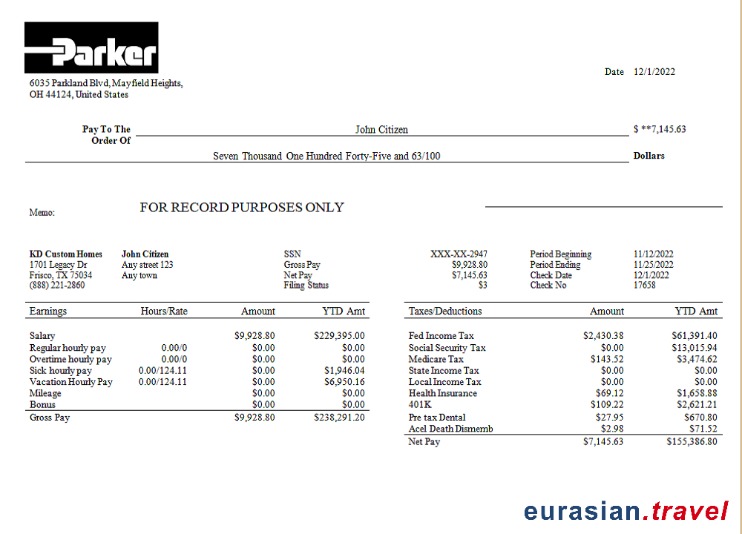 Parker
6035 Parkland Blvd, Mayfield Heights,
OH 44124, United States
Date 12/1/2022
Pay To The Order Of John Citizen $ **7,145.63
Seven Thousand One Hundred Forty-Five and 63/100 Dollars
Memo: FOR RECORD PURPOSES ONLY
KD Custom Homes John Citizen SSN XXX-XX-2947 Period Beginning 11/12/2022
1701 Legacy Dr Any street 123 Gross Pay $9,928.80 Period Ending 11/25/2022
Frisco, TX 75034 Any town Net Pay $7,145.63 Check Date 12/1/2022
(888) 221-2860 Filing Status $3 Check No 17658
Earnings Hours/Rate Amount YTD Amt Taxes/Deductions Amount YTD Amt
Salary $9,928.80 $229,395.00 Fed Income Tax $2,430.38 $61,391.40
Regular hourly pay 0.00/0 $0.00 $0.00 Social Security Tax $0.00 $13,015.94
Overtime hourly pay 0.00/0 $0.00 $0.00 Medicare Tax $143.52 $3,474.62
Sick hourly pay 0.00/124.11 $0.00 $1,946.04 State Income Tax $0.00 $0.00
Vacation Hourly Pay 0.00/124.11 $0.00 $6,950.16 Local Income Tax $0.00 $0.00
Mileage $0.00 $0.00 Health Insurance $69.12 $1,658.88
Bonus $0.00 $0.00 401K $109.22 $2,621.21
Gross Pay $9,928.80 $238,291.20 Pre tax Dental $27.95 $670.80
Acel Death Dismemb $2.98 $71.52
Net Pay $7,145.63 $155,386.80
eurasian.travel